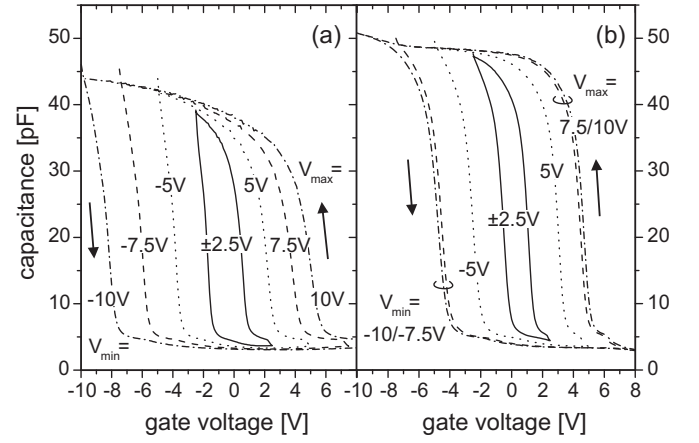 (a)
(b)
50
40
30
20
10
0
capacitance [pF]
-5V
5V
V_max=
-7.5V
±2.5V
7.5V
-10V
10V
V_min=
-10 -8 -6 -4 -2 0 2 4 6 8
gate voltage [V]
V_max=
7.5/10V
5V
±2.5V
-5V
V_min=
-10/-7.5V
-10 -8 -6 -4 -2 0 2 4 6 8
gate voltage [V]
50
40
30
20
10
0